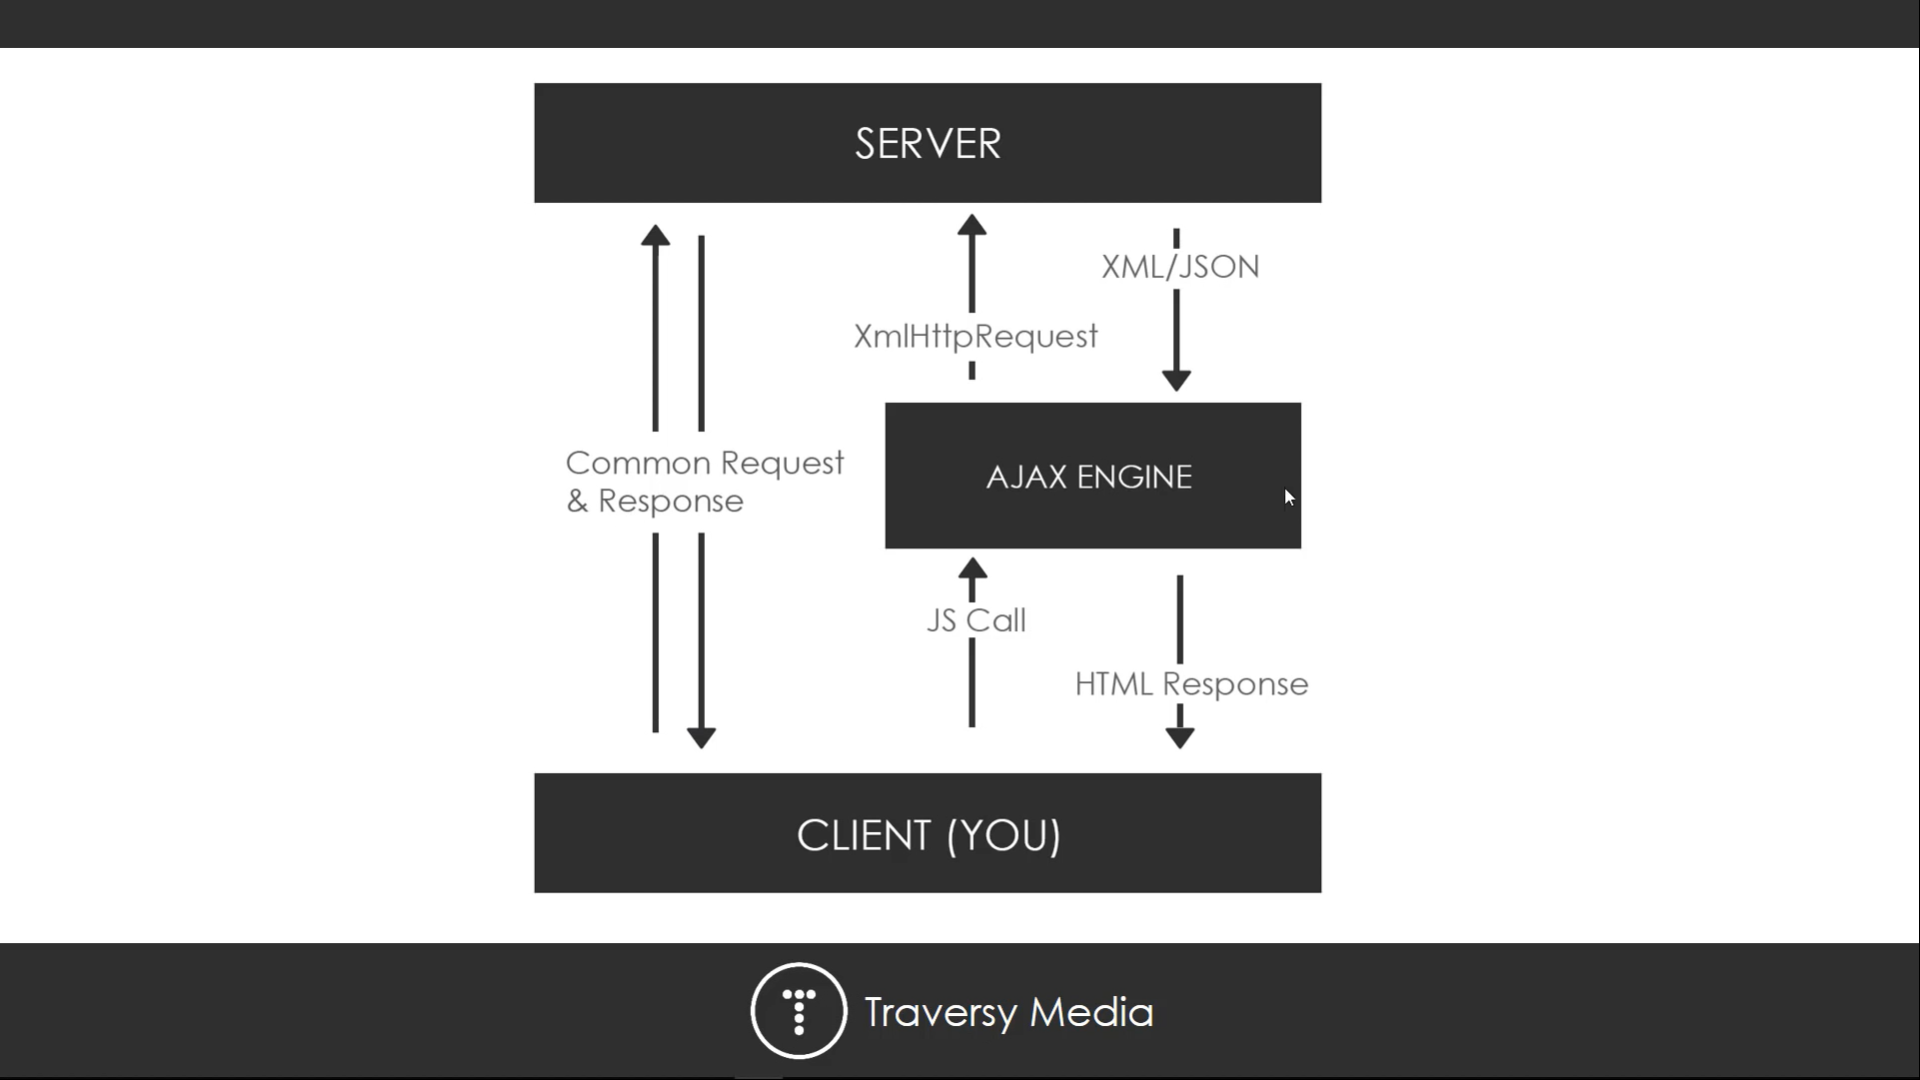 SERVER
XML/JSON
XmlHttpRequest
Common Request
& Response
AJAX ENGINE
JS Call
HTML Response
CLIENT (YOU)
Traversy Media